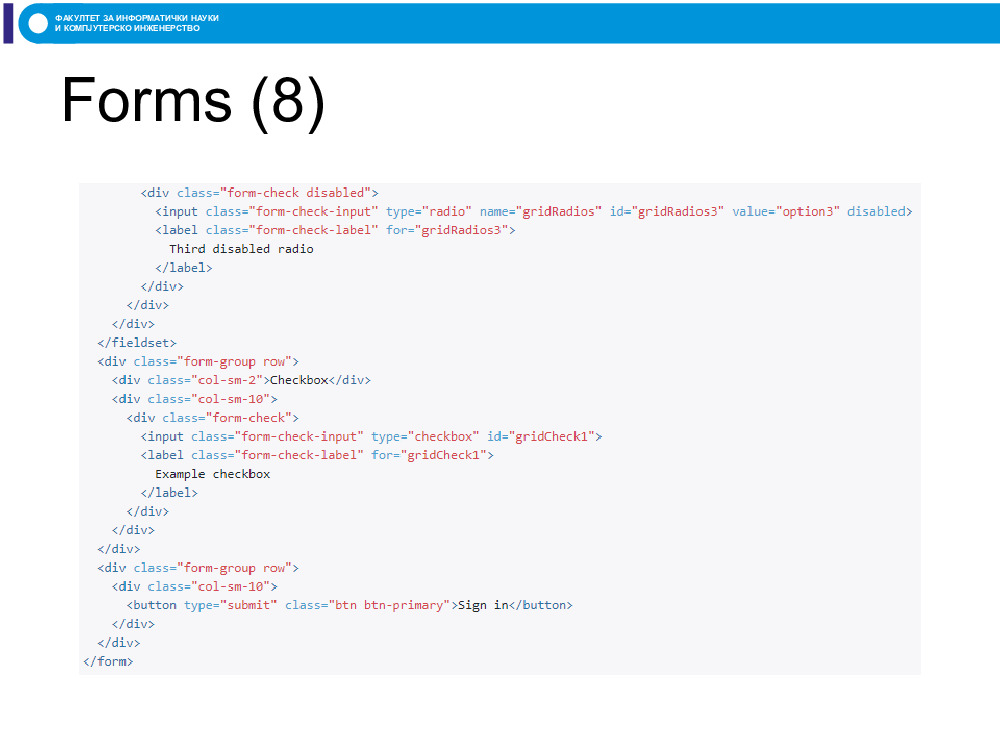 ФАКУЛТЕТ ЗА ИНФОРМАТИЧКИ НАУКИ
И КОМПЈУТЕРСКО ИНЖЕНЕРСТВО
Forms (8)
<div class="form-check disabled">
<input class="form-check-input" type="radio" name="gridRadios" id="gridRadios3" value="option3" disabled>
<label class="form-check-label" for="gridRadios3">
Third disabled radio
</label>
</div>
</div>
</div>
</fieldset>
<div class="form-group row">
<div class="col-sm-2">Checkbox</div>
<div class="col-sm-10">
<div class="form-check">
<input class="form-check-input" type="checkbox" id="gridCheck1">
<label class="form-check-label" for="gridCheck1">
Example checkbox
</label>
</div>
</div>
</div>
<div class="form-group row">
<div class="col-sm-10">
<button type="submit" class="btn btn-primary">Sign in</button>
</div>
</div>
</form>